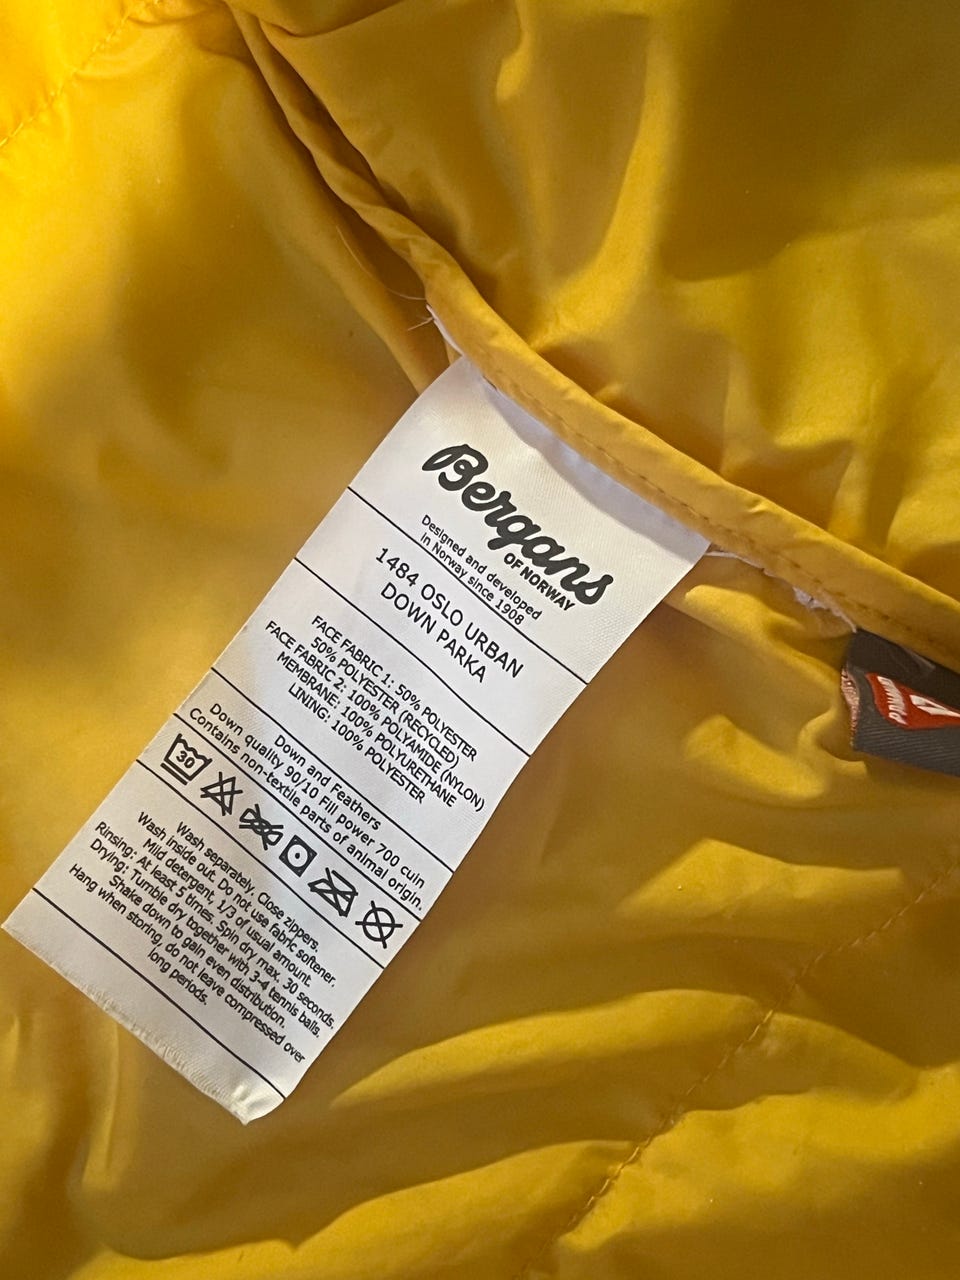 Bergans
OF NORWAY
Designed and developed
in Norway since 1908
1484 OSLO URBAN
DOWN PARKA
FACE FABRIC 1: 50% POLYESTER
50% POLYESTER (RECYCLED)
FACE FABRIC 2: 100% POLYAMIDE (NYLON)
MEMBRANE: 100% POLYURETHANE
LINING: 100% POLYESTER
Down and Feathers
Down quality 90/10 Fill power 700 cuin
Contains non-textile parts of animal origin.
30
Wash separately. Close zippers.
Wash inside out. Do not use fabric softener.
Mild detergent, 1/3 of usual amount.
Rinsing: At least 5 times. Spin dry max. 30 seconds.
Drying: Tumble dry together with 3-4 tennis balls.
Shake down to gain even distribution.
Hang when storing, do not leave compressed over
long periods.